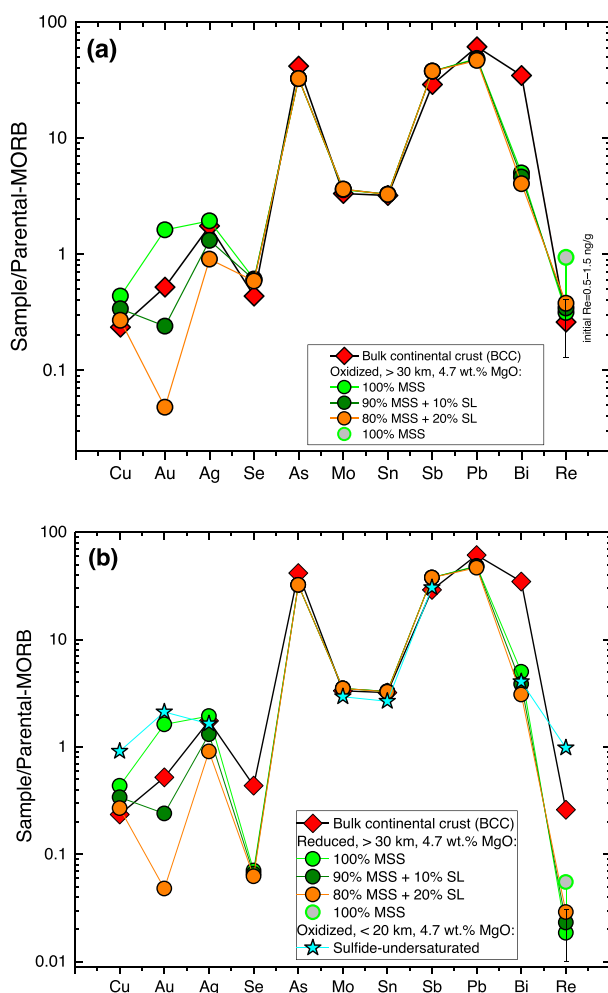 (a)
100
10
1
0.1
Sample/Parental-MORB
initial Re=0.5–1.5 ng/g
Bulk continental crust (BCC)
Oxidized, > 30 km, 4.7 wt.% MgO:
100% MSS
90% MSS + 10% SL
80% MSS + 20% SL
100% MSS
Cu Au Ag Se As Mo Sn Sb Pb Bi Re
(b)
100
10
1
0.1
0.01
Sample/Parental-MORB
Bulk continental crust (BCC)
Reduced, > 30 km, 4.7 wt.% MgO:
100% MSS
90% MSS + 10% SL
80% MSS + 20% SL
100% MSS
Oxidized, < 20 km, 4.7 wt.% MgO:
Sulfide-undersaturated
Cu Au Ag Se As Mo Sn Sb Pb Bi Re